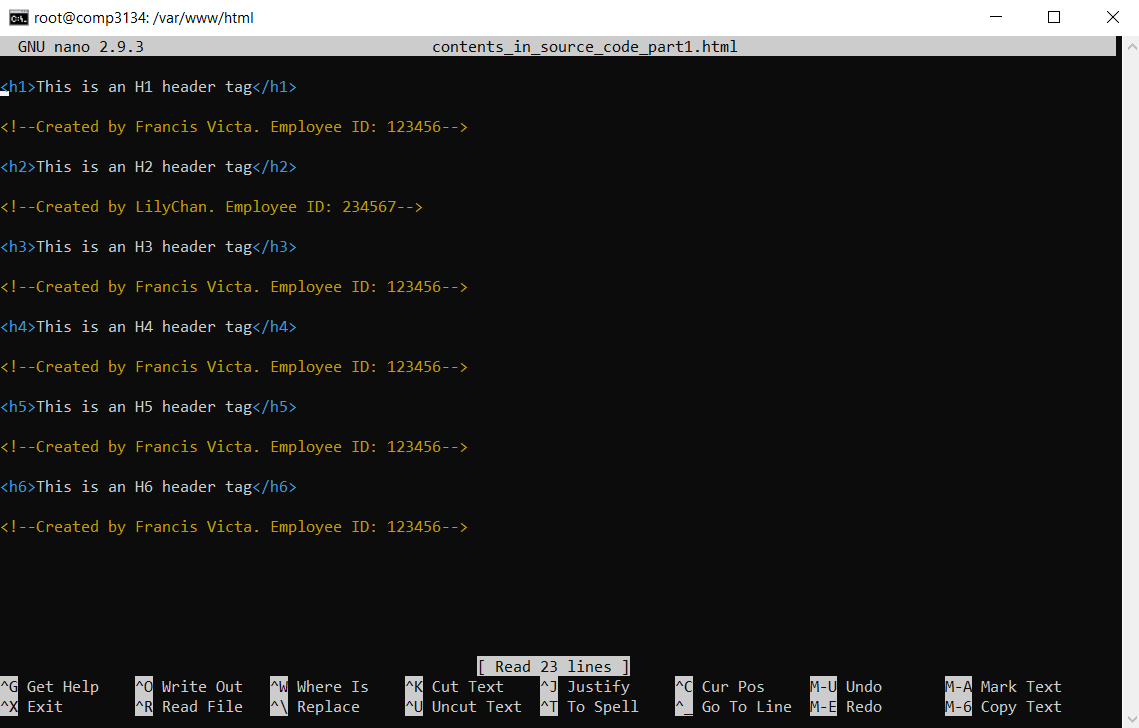 root@comp3134: /var/www/html
GNU nano 2.9.3 contents_in_source_code_part1.html
<h1>This is an H1 header tag</h1>
<!--Created by Francis Victa. Employee ID: 123456-->
<h2>This is an H2 header tag</h2>
<!--Created by LilyChan. Employee ID: 234567-->
<h3>This is an H3 header tag</h3>
<!--Created by Francis Victa. Employee ID: 123456-->
<h4>This is an H4 header tag</h4>
<!--Created by Francis Victa. Employee ID: 123456-->
<h5>This is an H5 header tag</h5>
<!--Created by Francis Victa. Employee ID: 123456-->
<h6>This is an H6 header tag</h6>
<!--Created by Francis Victa. Employee ID: 123456-->
[ Read 23 lines ]
^G Get Help ^O Write Out ^W Where Is ^K Cut Text ^J Justify ^C Cur Pos M-U Undo M-A Mark Text
^X Exit ^R Read File ^\ Replace ^U Uncut Text ^T To Spell ^_ Go To Line M-E Redo M-6 Copy Text